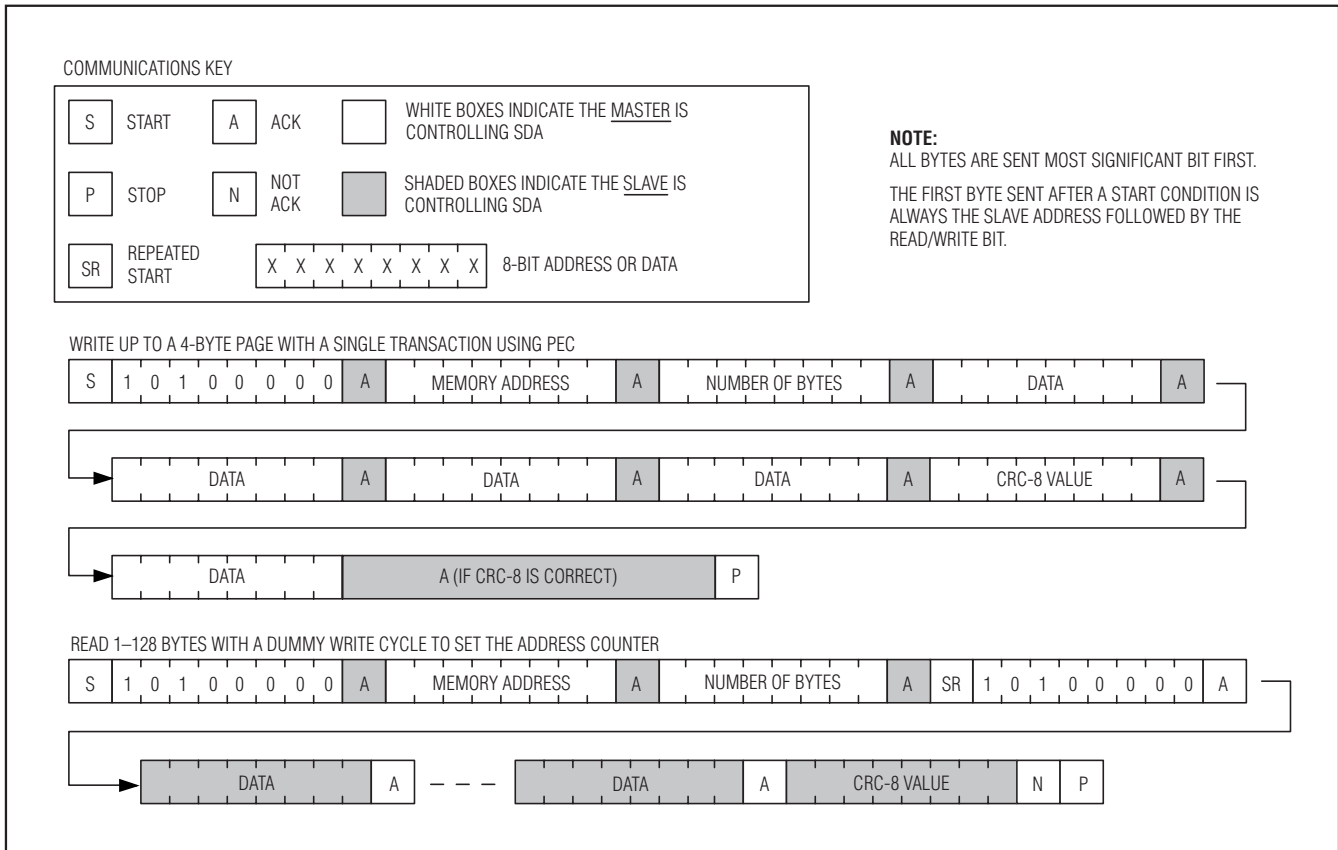 COMMUNICATIONS KEY
S START A ACK WHITE BOXES INDICATE THE MASTER IS
CONTROLLING SDA
P STOP N NOT
ACK SHADED BOXES INDICATE THE SLAVE IS
CONTROLLING SDA
SR REPEATED
START X X X X X X X X 8-BIT ADDRESS OR DATA
NOTE:
ALL BYTES ARE SENT MOST SIGNIFICANT BIT FIRST.
THE FIRST BYTE SENT AFTER A START CONDITION IS
ALWAYS THE SLAVE ADDRESS FOLLOWED BY THE
READ/WRITE BIT.
WRITE UP TO A 4-BYTE PAGE WITH A SINGLE TRANSACTION USING PEC
S 1 0 1 0 0 0 0 0 A MEMORY ADDRESS A NUMBER OF BYTES A DATA A
DATA A DATA A DATA A CRC-8 VALUE A
DATA A (IF CRC-8 IS CORRECT) P
READ 1–128 BYTES WITH A DUMMY WRITE CYCLE TO SET THE ADDRESS COUNTER
S 1 0 1 0 0 0 0 0 A MEMORY ADDRESS A NUMBER OF BYTES A SR 1 0 1 0 0 0 0 0 A
DATA A – – – DATA A CRC-8 VALUE N P